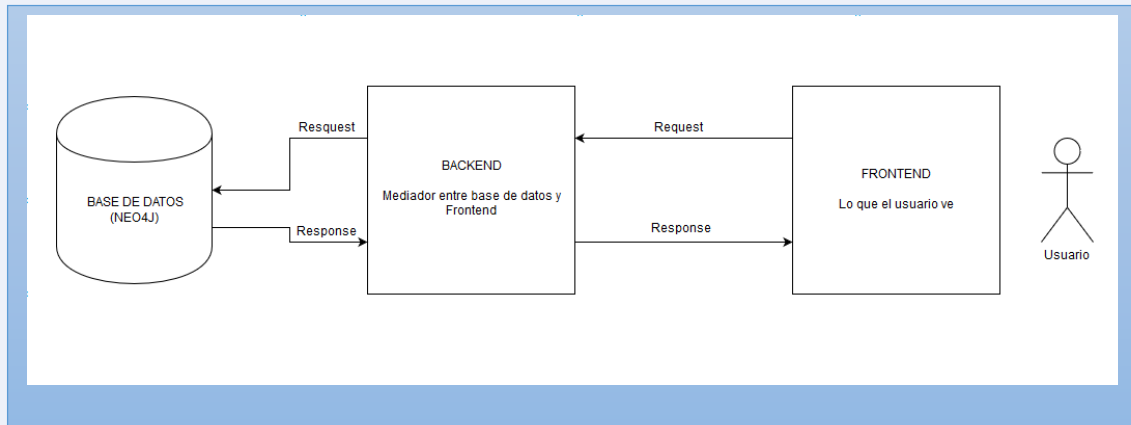 Resquest
Request
BASE DE DATOS
(NEO4J)
Response
BACKEND
Mediador entre base de datos y
Frontend
Response
FRONTEND
Lo que el usuario ve
Usuario